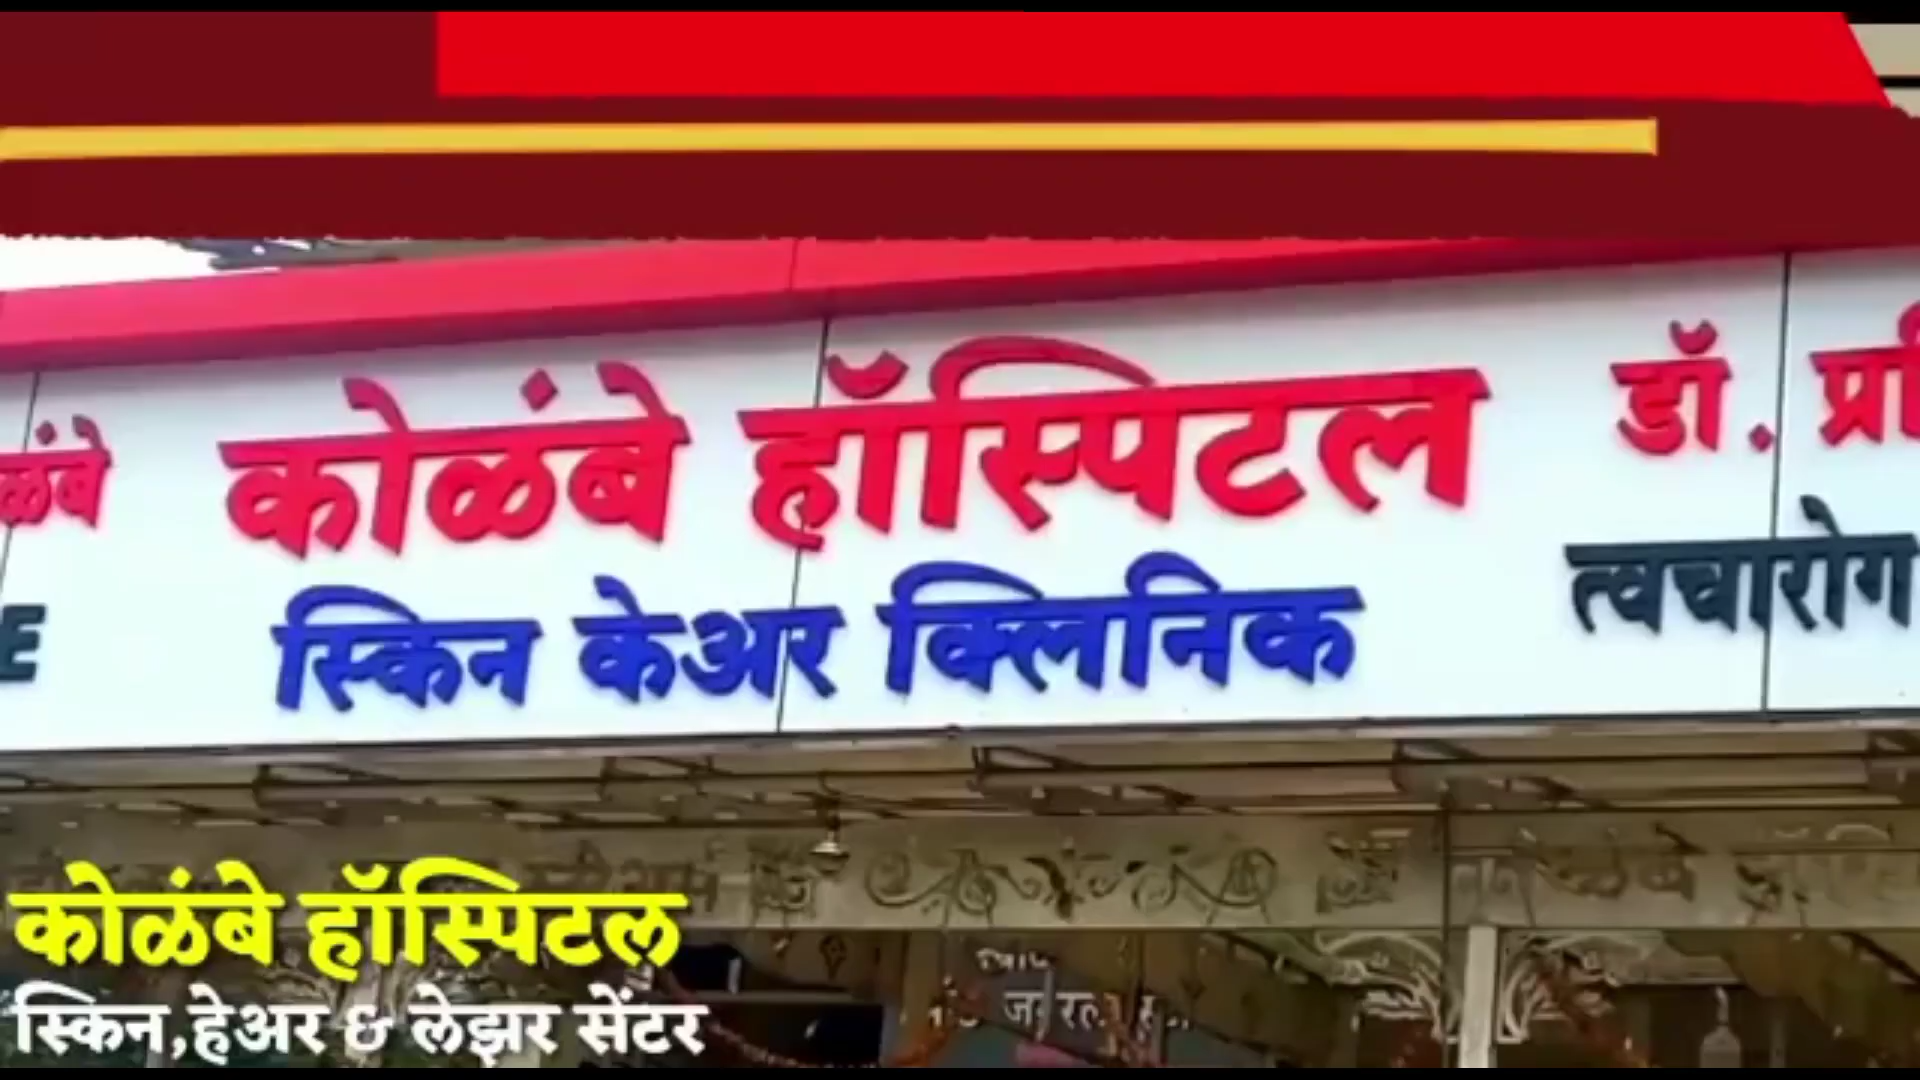 कोळंबे हॉस्पिटल
स्किन केअर क्लिनिक
ळंबे
E
डॉ. प्रि
त्वचारोग
कोळंबे हॉस्पिटल
स्किन,हेअर & लेझर सेंटर